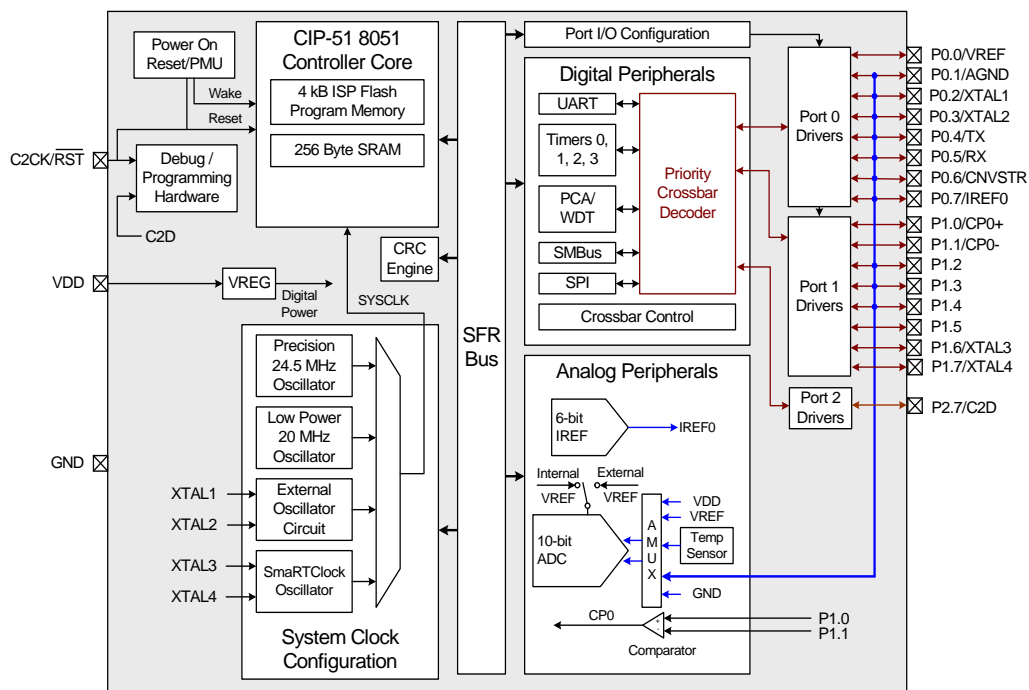 Power On
Reset/PMU
Wake
Reset
C2CK/RST
Debug /
Programming
Hardware
C2D
VDD
VREG
Digital
Power
GND
CIP-51 8051
Controller Core
4 kB ISP Flash
Program Memory
256 Byte SRAM
CRC
Engine
SYSCLK
Precision
24.5 MHz
Oscillator
Low Power
20 MHz
Oscillator
XTAL1
XTAL2
External
Oscillator
Circuit
XTAL3
XTAL4
SmaRTClock
Oscillator
System Clock
Configuration
SFR
Bus
Port I/O Configuration
Digital Peripherals
UART
Timers 0,
1, 2, 3
PCA/
WDT
SMBus
SPI
Priority
Crossbar
Decoder
Crossbar Control
Analog Peripherals
6-bit
IREF
IREF0
Internal
VREF
External
VREF
10-bit
ADC
A
M
U
X
VDD
VREF
Temp
Sensor
GND
CP0
+
-
Comparator
P1.0
P1.1
Port 0
Drivers
Port 1
Drivers
Port 2
Drivers
P0.0/VREF
P0.1/AGND
P0.2/XTAL1
P0.3/XTAL2
P0.4/TX
P0.5/RX
P0.6/CNVSTR
P0.7/IREF0
P1.0/CP0+
P1.1/CP0-
P1.2
P1.3
P1.4
P1.5
P1.6/XTAL3
P1.7/XTAL4
P2.7/C2D